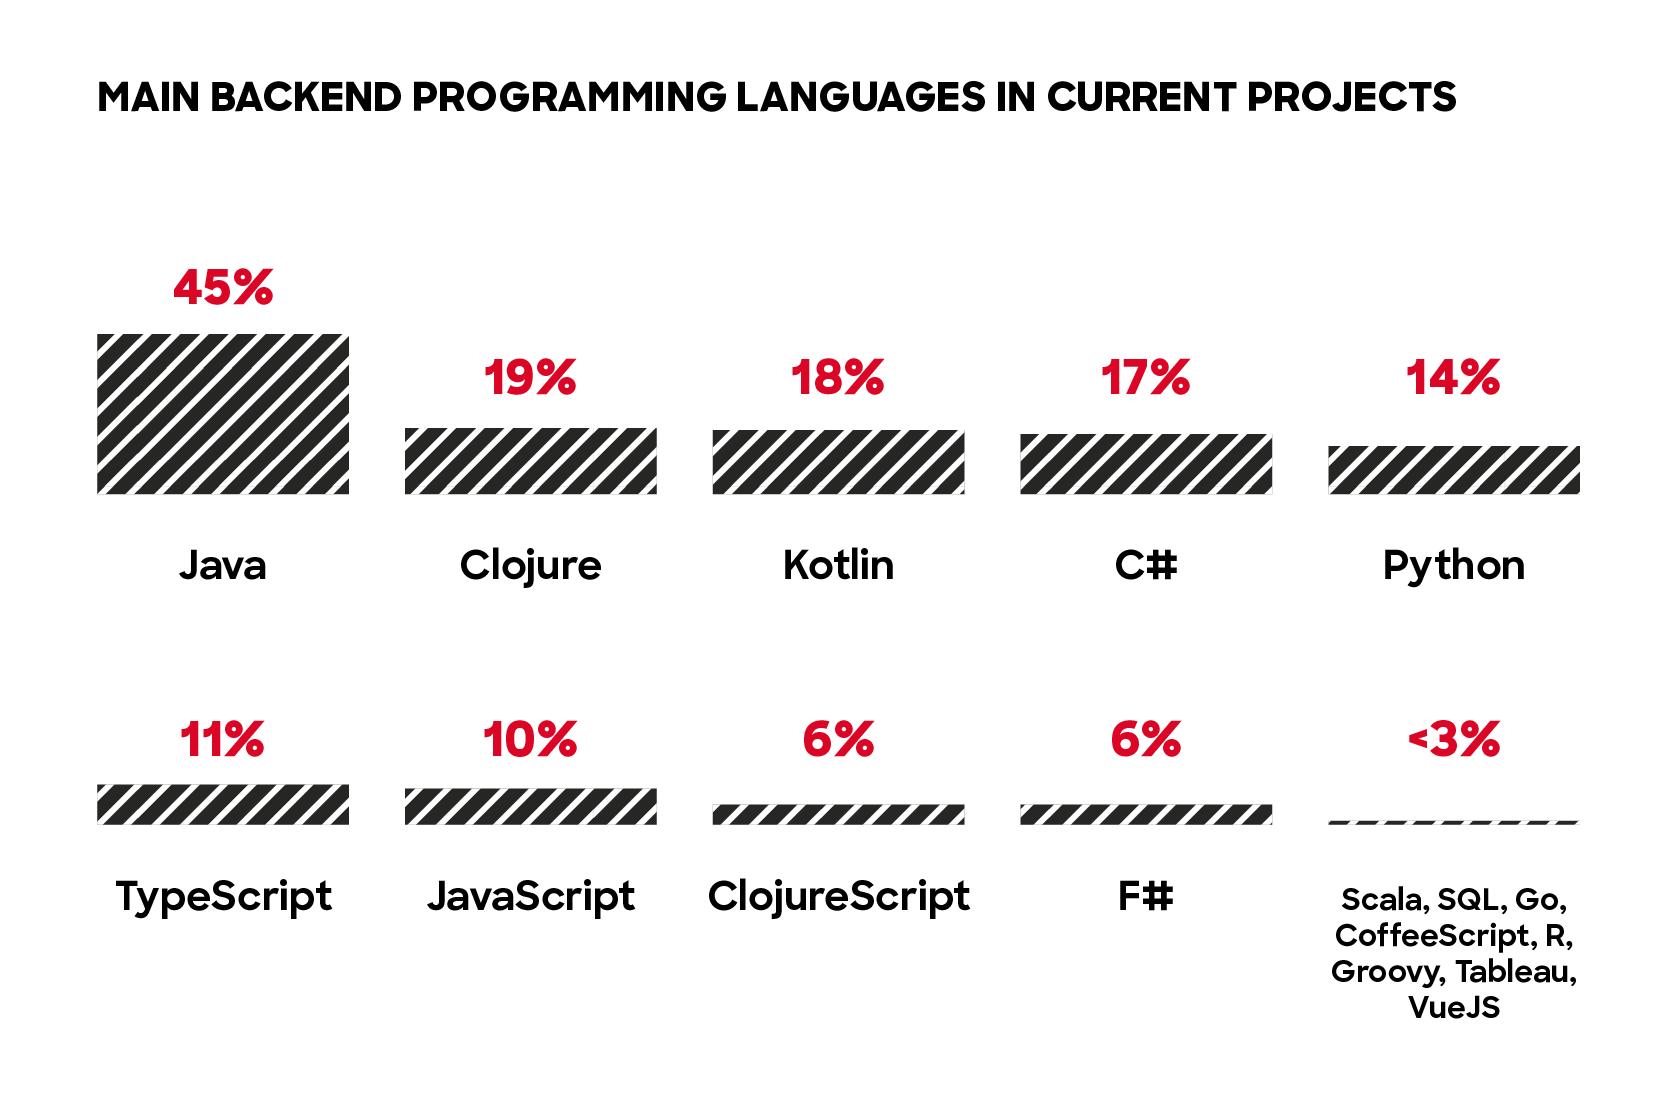 MAIN BACKEND PROGRAMMING LANGUAGES IN CURRENT PROJECTS
45%
19%
18%
17%
14%
Java
Clojure
Kotlin
C#
Python
11%
10%
6%
6%
<3%
TypeScript
JavaScript
ClojureScript
F#
Scala, SQL, Go,
CoffeeScript, R,
Groovy, Tableau,
VueJS